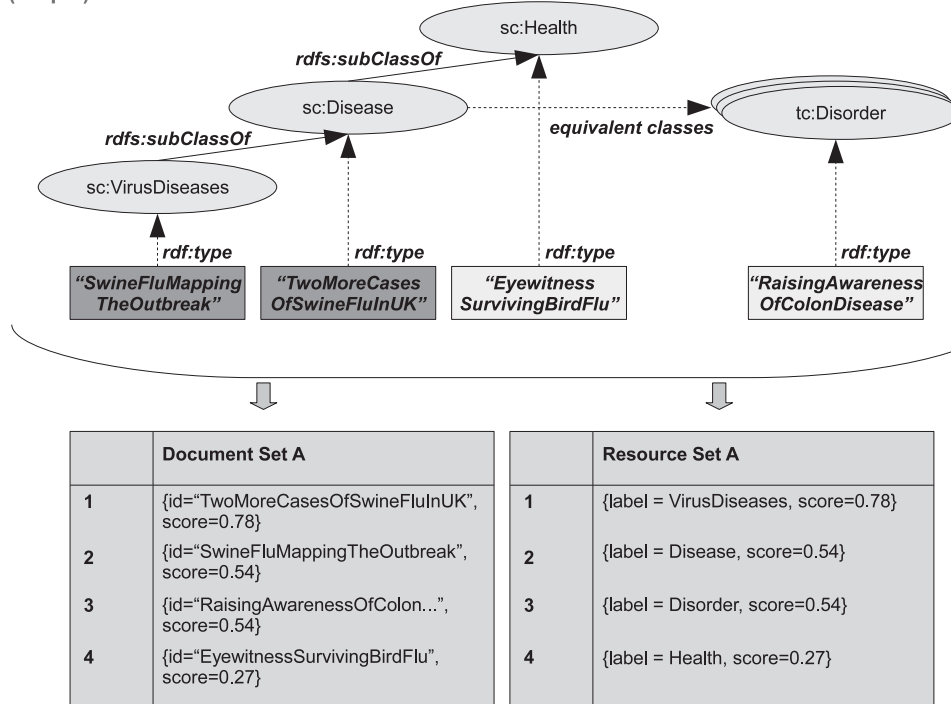 sc:Health
rdfs:subClassOf
sc:Disease
tc:Disorder
equivalent classes
rdfs:subClassOf
sc:VirusDiseases
rdf:type
rdf:type
rdf:type
rdf:type
“SwineFluMapping
TheOutbreak”
“TwoMoreCases
OfSwineFluInUK”
“Eyewitness
SurvivingBirdFlu”
“RaisingAwareness
OfColonDisease”
Document Set A
1
{id=“TwoMoreCasesOfSwineFluInUK”,
score=0.78}
2
{id=“SwineFluMappingTheOutbreak”,
score=0.54}
3
{id=“RaisingAwarenessOfColon...”,
score=0.54}
4
{id=“EyewitnessSurvivingBirdFlu”,
score=0.27}
Resource Set A
1
{label = VirusDiseases, score=0.78}
2
{label = Disease, score=0.54}
3
{label = Disorder, score=0.54}
4
{label = Health, score=0.27}